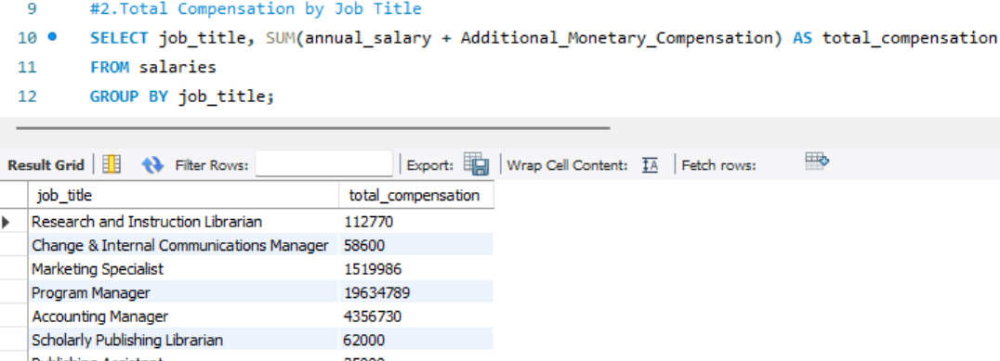 9 #2.Total Compensation by Job Title
10 SELECT job_title, SUM(annual_salary + Additional_Monetary_Compensation) AS total_compensation
11 FROM salaries
12 GROUP BY job_title;
Result Grid Filter Rows: Export: Wrap Cell Content: Fetch rows:
job_title total_compensation
Research and Instruction Librarian 112770
Change & Internal Communications Manager 58600
Marketing Specialist 1519986
Program Manager 19634789
Accounting Manager 4356730
Scholarly Publishing Librarian 62000